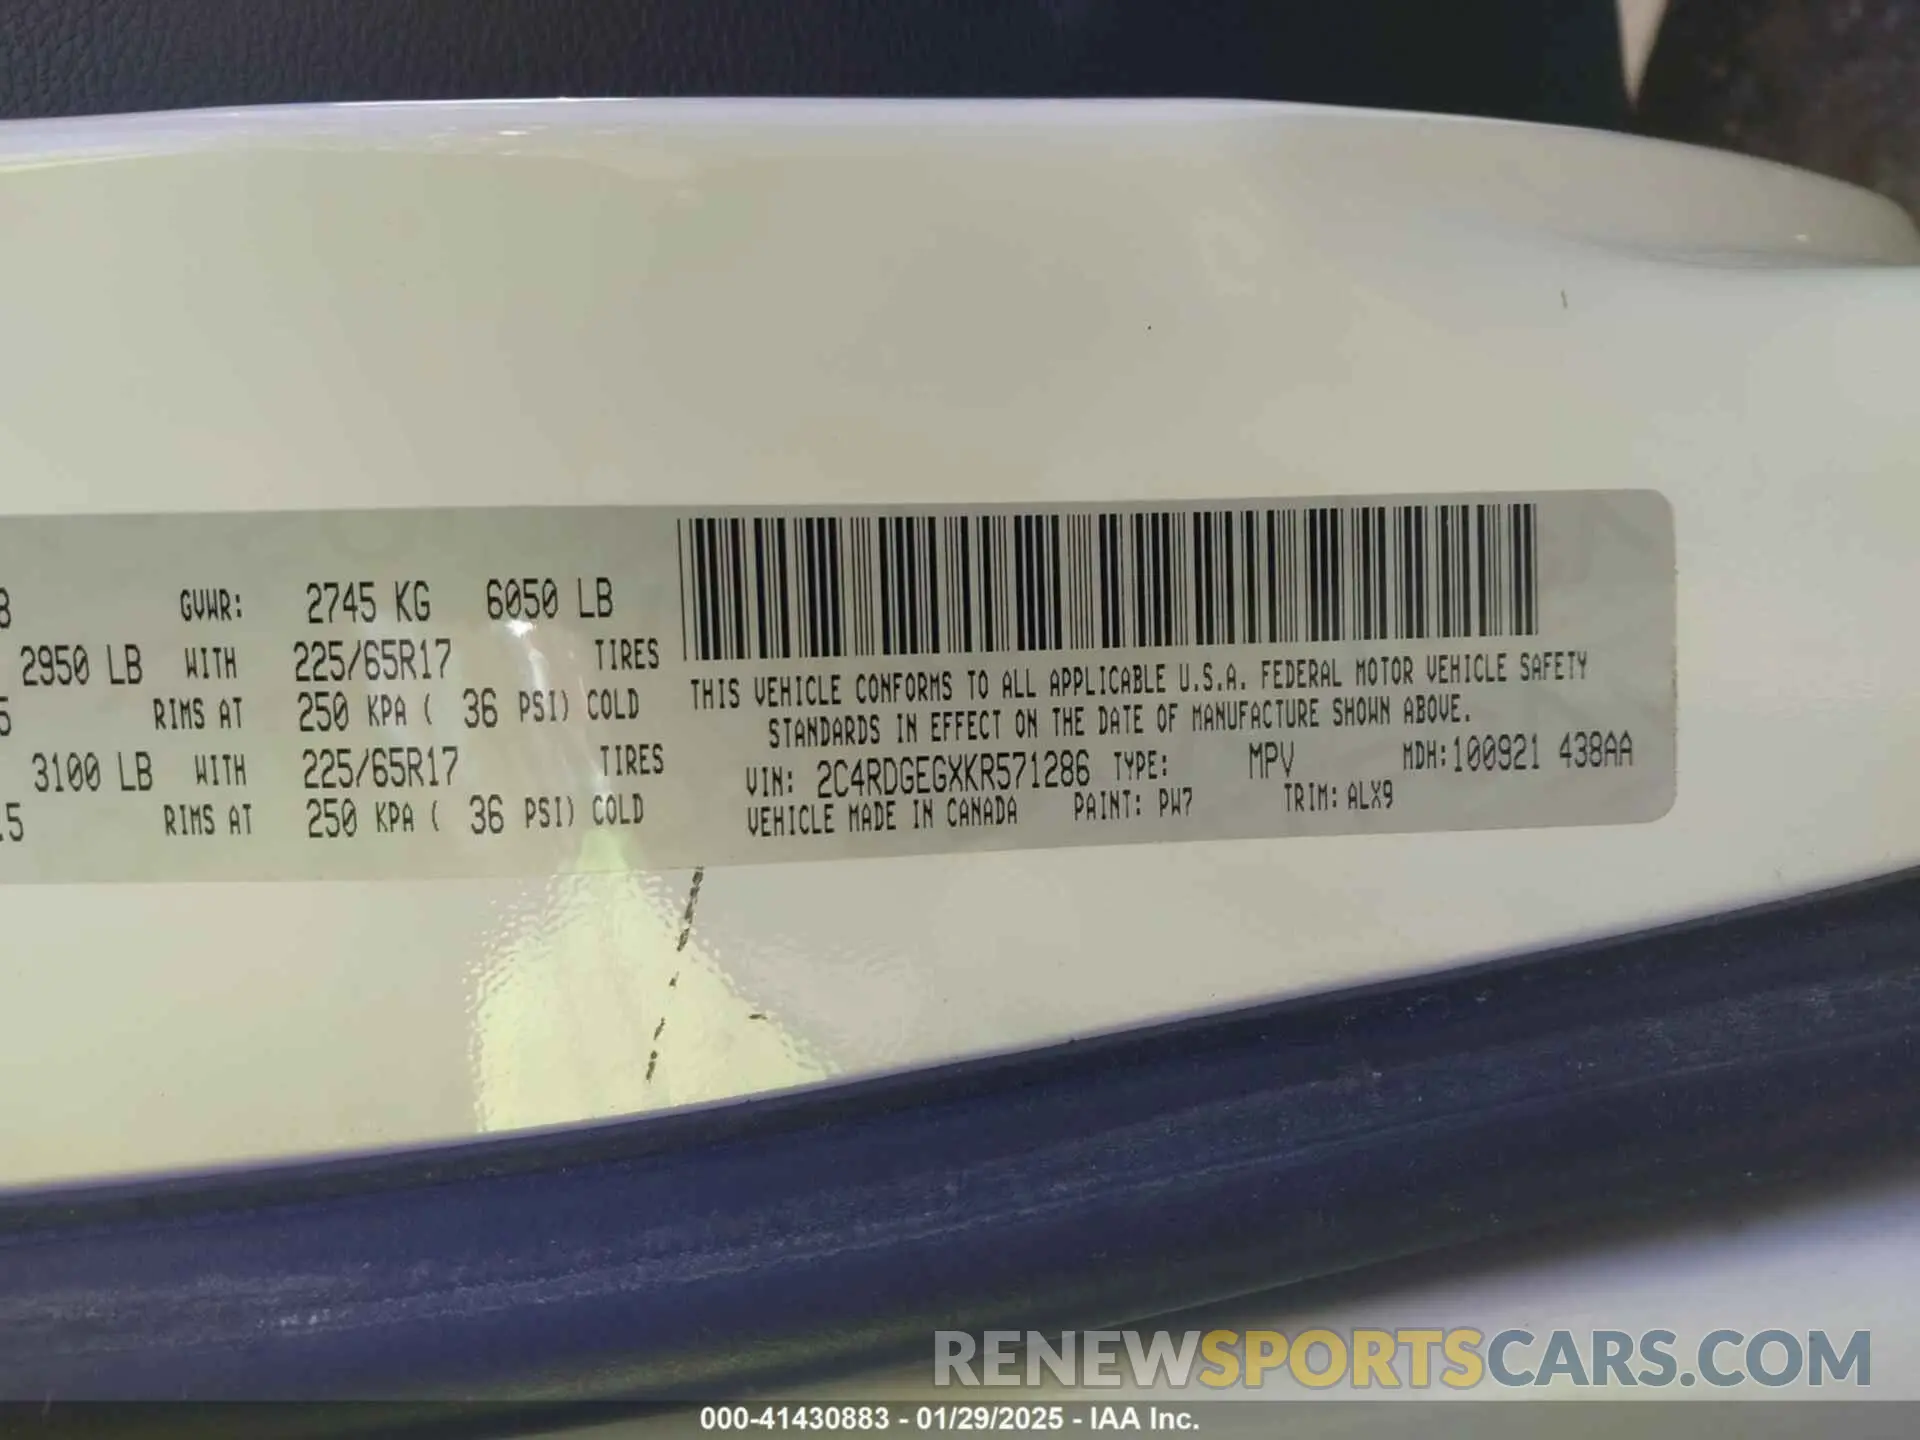 B GVWR: 2745 KG 6050 LB
2950 LB WITH 225/65R17 TIRES
5 RIMS AT 250 KPA ( 36 PSI) COLD
3100 LB WITH 225/65R17 TIRES
.5 RIMS AT 250 KPA ( 36 PSI) COLD
THIS VEHICLE CONFORMS TO ALL APPLICABLE U.S.A. FEDERAL MOTOR VEHICLE SAFETY
STANDARDS IN EFFECT ON THE DATE OF MANUFACTURE SHOWN ABOVE.
VIN: 2C4RDGEGXKR571286 TYPE: MPV MDH:100921 438AA
VEHICLE MADE IN CANADA PAINT: PW7 TRIM: ALX9
RENEWSPORTSCARS.COM
000-41430883 - 01/29/2025 - IAA Inc.